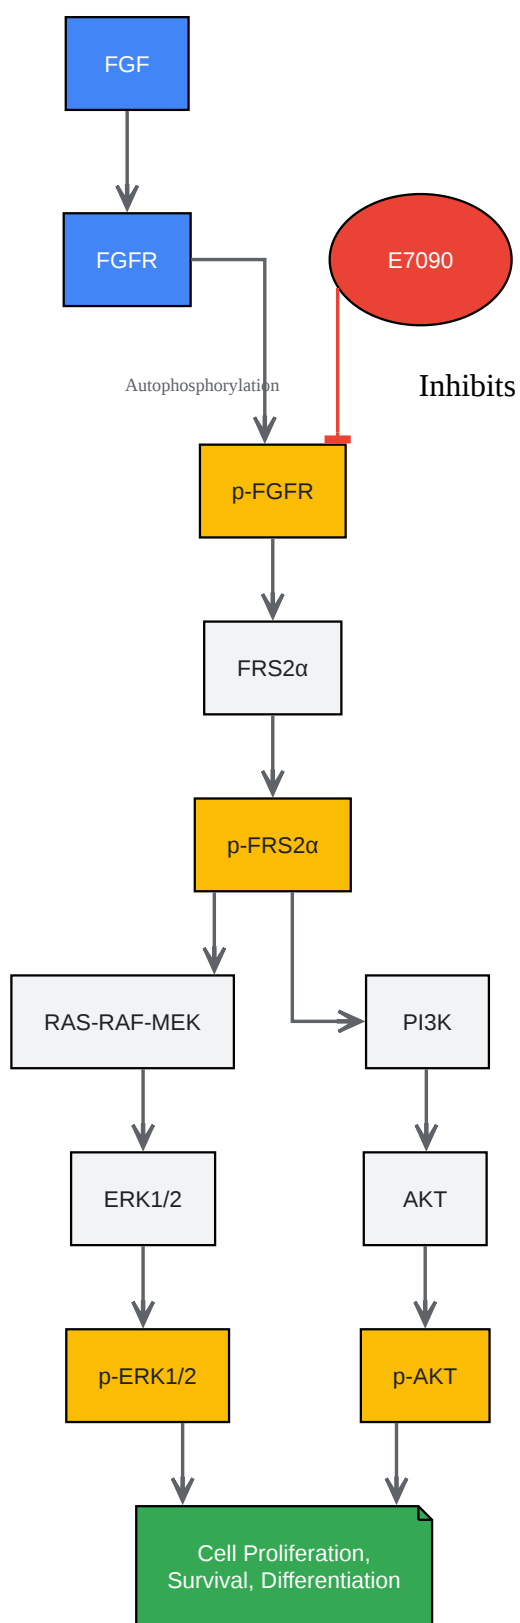 FGF
FGFR
E7090
Autophosphorylation
Inhibits
p-FGFR
FRS2α
p-FRS2α
RAS-RAF-MEK
PI3K
ERK1/2
AKT
p-ERK1/2
p-AKT
Cell Proliferation,
Survival, Differentiation